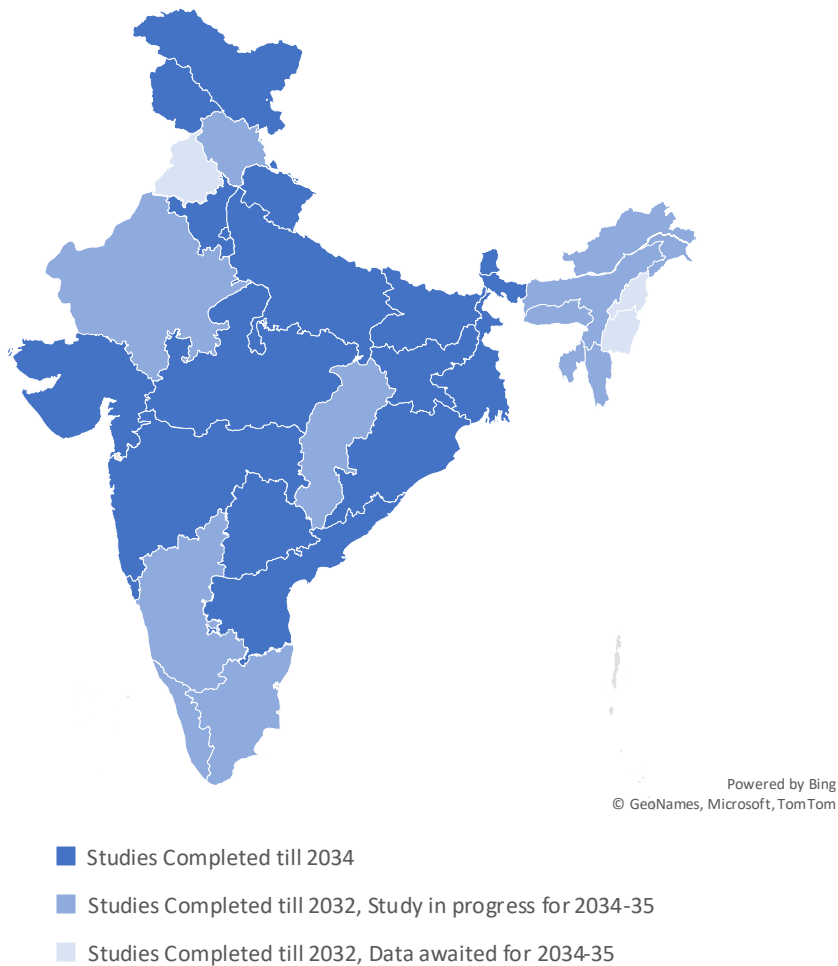 Powered by Bing
© GeoNames, Microsoft, TomTom
Studies Completed till 2034
Studies Completed till 2032, Study in progress for 2034-35
Studies Completed till 2032, Data awaited for 2034-35